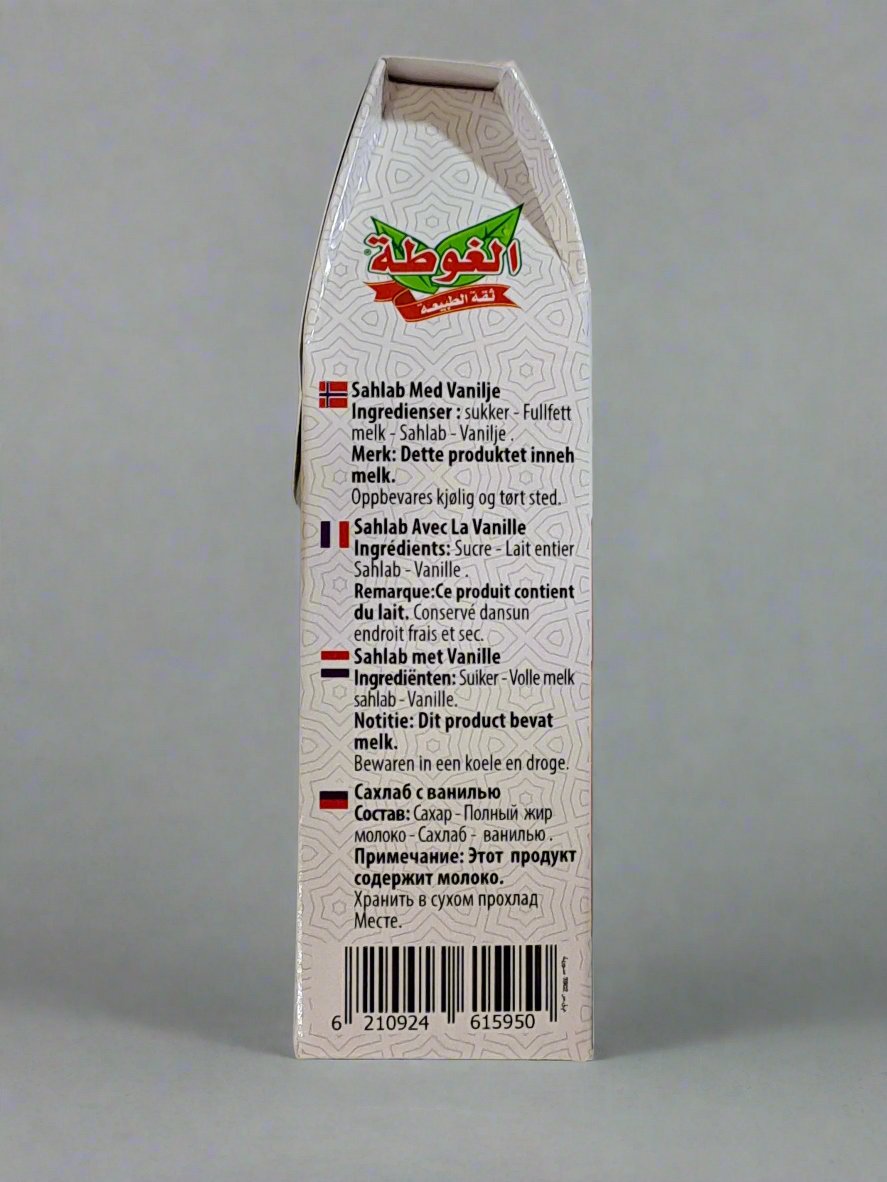 الغوطة
®
ثقة الطبيعة
Sahlab Med Vanilje
Ingredienser : sukker - Fullfett
melk - Sahlab - Vanilje .
Merk: Dette produktet inneh
melk.
Oppbevares kjølig og tørt sted.
Sahlab Avec La Vanille
Ingrédients: Sucre - Lait entier
Sahlab - Vanille .
Remarque:Ce produit contient
du lait. Conservé dansun
endroit frais et sec.
Sahlab met Vanille
Ingrediënten: Suiker - Volle melk
sahlab - Vanille.
Notitie: Dit product bevat
melk.
Bewaren in een koele en droge.
Сахлаб с ванилью
Состав: Сахар - Полный жир
молоко - Сахлаб - ванилью .
Примечание: Этот продукт
содержит молоко.
Хранить в сухом прохлад
Месте.
6 210924 615950